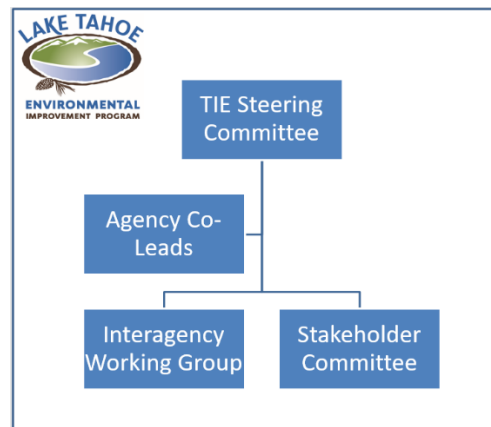 LAKE TAHOE
ENVIRONMENTAL
IMPROVEMENT PROGRAM
TIE Steering
Committee
Agency Co-
Leads
Interagency
Working Group
Stakeholder
Committee